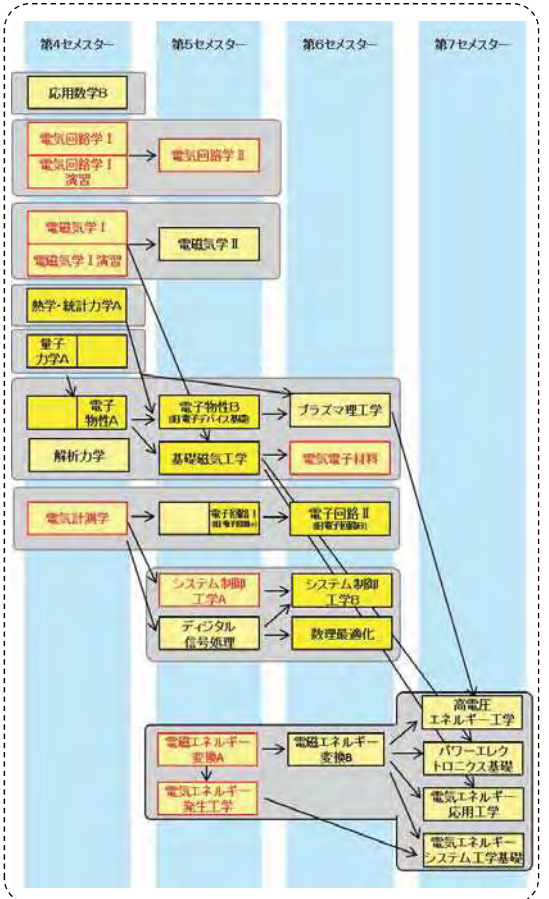 第4セメスター
第5セメスター
第6セメスター
第7セメスター
応用数学B
電気回路学Ⅰ
電気回路学Ⅰ
演習
電気回路学Ⅱ
電磁気学Ⅰ
電磁気学Ⅰ演習
電磁気学Ⅱ
熱学・統計力学A
量子
力学A
電子
物性A
電子物性B
(旧電子デバイス基礎)
プラズマ理工学
解析力学
基礎磁気工学
電気電子材料
電気計測学
電子回路Ⅰ
電子回路Ⅱ
システム制御
工学A
システム制御
工学B
ディジタル
信号処理
数理最適化
高電圧
エネルギー工学
電磁エネルギー
変換A
電磁エネルギー
変換B
パワーエレク
トロニクス基礎
電気エネルギー
発生工学
電気エネルギー
応用工学
電気エネルギー
システム工学基礎